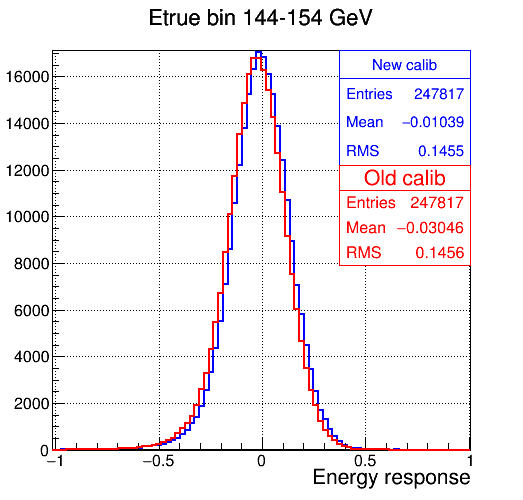 Etrue bin 144-154 GeV
New calib
Entries 247817
Mean −0.01039
RMS 0.1455
Old calib
Entries 247817
Mean −0.03046
RMS 0.1456
16000
14000
12000
10000
8000
6000
4000
2000
0
−1 −0.5 0 0.5 1
Energy response